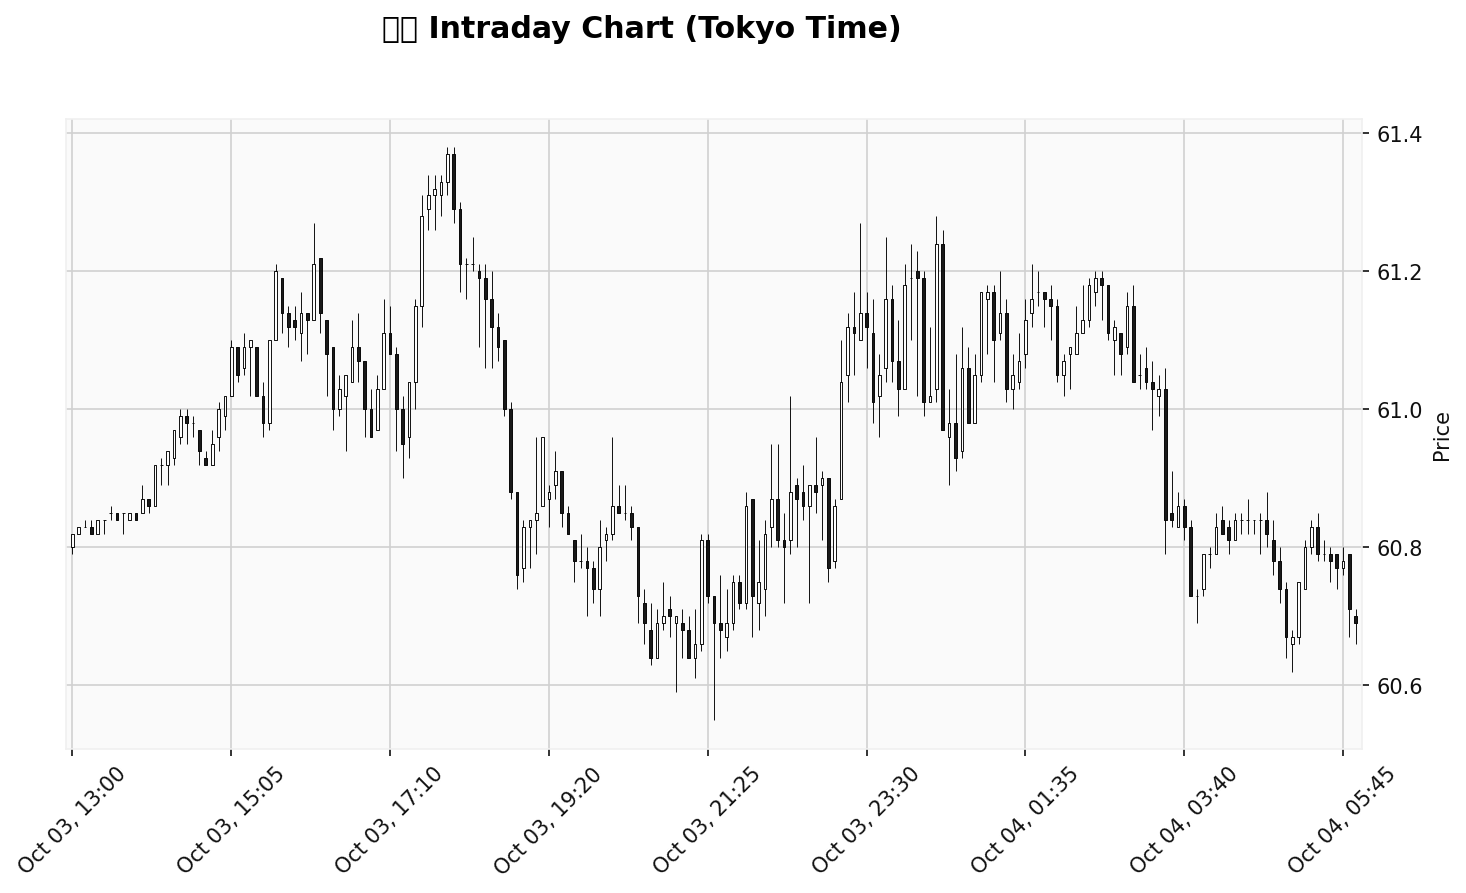 Intraday Chart (Tokyo Time)
61.4
61.2
61.0
60.8
60.6
Price
Oct 03, 13:00
Oct 03, 15:05
Oct 03, 17:10
Oct 03, 19:20
Oct 03, 21:25
Oct 03, 23:30
Oct 04, 01:35
Oct 04, 03:40
Oct 04, 05:45